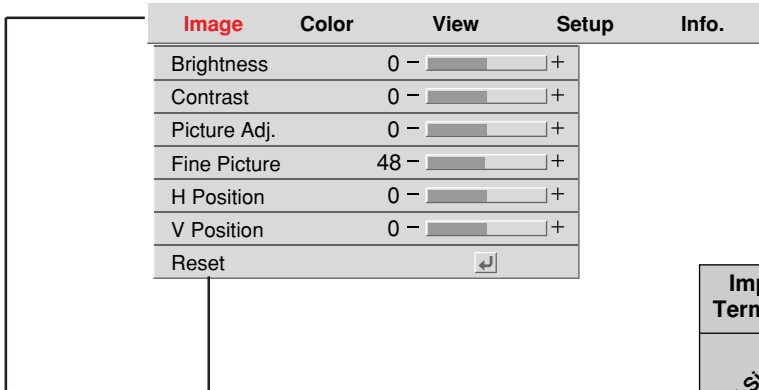 Image Color View Setup Info.
Brightness 0 − +
Contrast 0 − +
Picture Adj. 0 − +
Fine Picture 48 − +
H Position 0 − +
V Position 0 − +
Reset